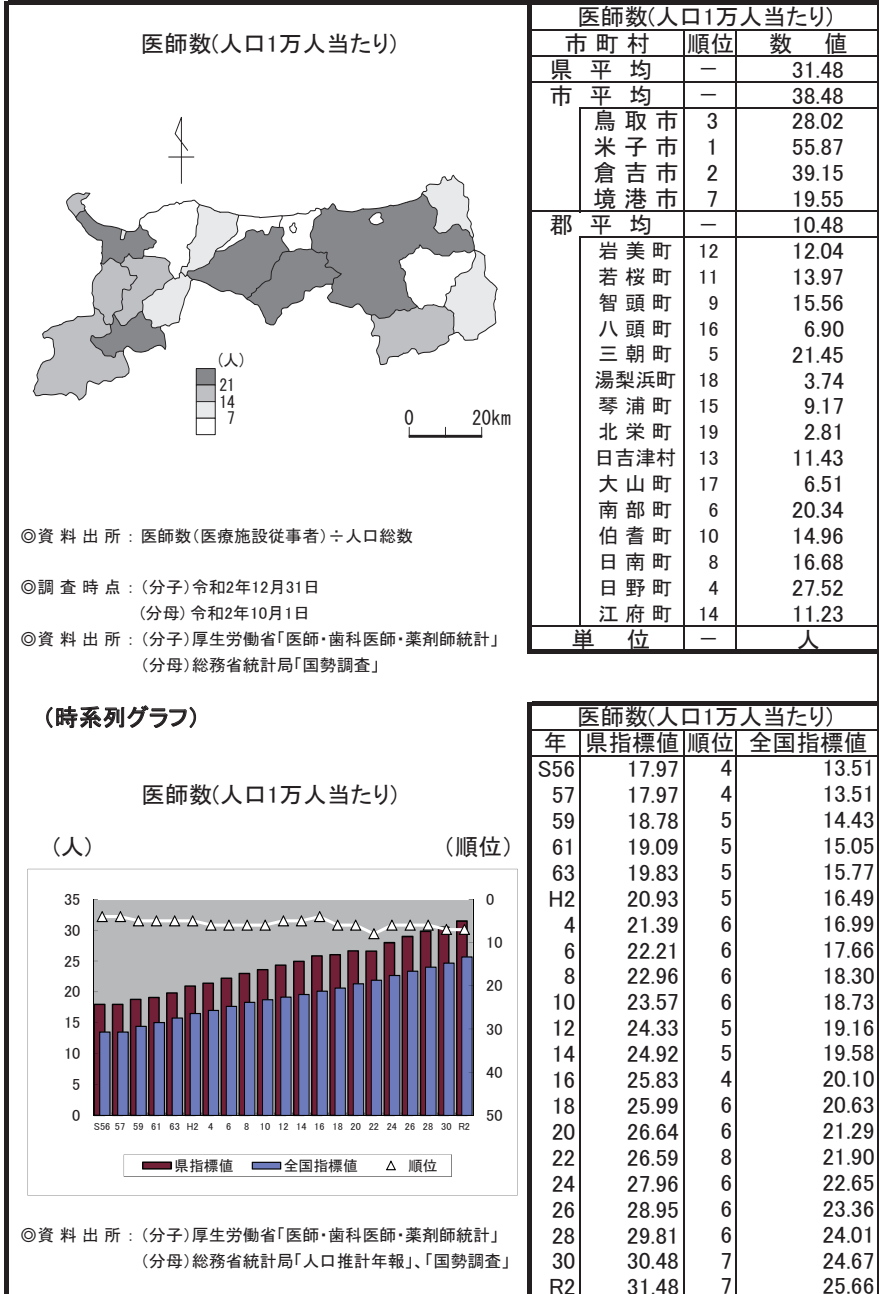 医師数(人口1万人当たり)
(人)
21
14
7
0 20km
◎資料出所：医師数(医療施設従事者)÷人口総数
◎調査時点：(分子)令和2年12月31日
(分母)令和2年10月1日
◎資料出所：(分子)厚生労働省「医師・歯科医師・薬剤師統計」
(分母)総務省統計局「国勢調査」
医師数(人口1万人当たり)
市町村 順位 数値
県平均 － 31.48
市平均 － 38.48
鳥取市 3 28.02
米子市 1 55.87
倉吉市 2 39.15
境港市 7 19.55
郡平均 － 10.48
岩美町 12 12.04
若桜町 11 13.97
智頭町 9 15.56
八頭町 16 6.90
三朝町 5 21.45
湯梨浜町 18 3.74
琴浦町 15 9.17
北栄町 19 2.81
日吉津村 13 11.43
大山町 17 6.51
南部町 6 20.34
伯耆町 10 14.96
日南町 8 16.68
日野町 4 27.52
江府町 14 11.23
単位 － 人
(時系列グラフ)
医師数(人口1万人当たり)
(人) (順位)
35 0
30 10
25
20 20
15 30
10 40
5
0 50
S56 57 59 61 63 H2 4 6 8 10 12 14 16 18 20 22 24 26 28 30 R2
県指標値 全国指標値 △ 順位
◎資料出所：(分子)厚生労働省「医師・歯科医師・薬剤師統計」
(分母)総務省統計局「人口推計年報」、「国勢調査」
医師数(人口1万人当たり)
年 県指標値 順位 全国指標値
S56 17.97 4 13.51
57 17.97 4 13.51
59 18.78 5 14.43
61 19.09 5 15.05
63 19.83 5 15.77
H2 20.93 5 16.49
4 21.39 6 16.99
6 22.21 6 17.66
8 22.96 6 18.30
10 23.57 6 18.73
12 24.33 5 19.16
14 24.92 5 19.58
16 25.83 4 20.10
18 25.99 6 20.63
20 26.64 6 21.29
22 26.59 8 21.90
24 27.96 6 22.65
26 28.95 6 23.36
28 29.81 6 24.01
30 30.48 7 24.67
R2 31.48 7 25.66